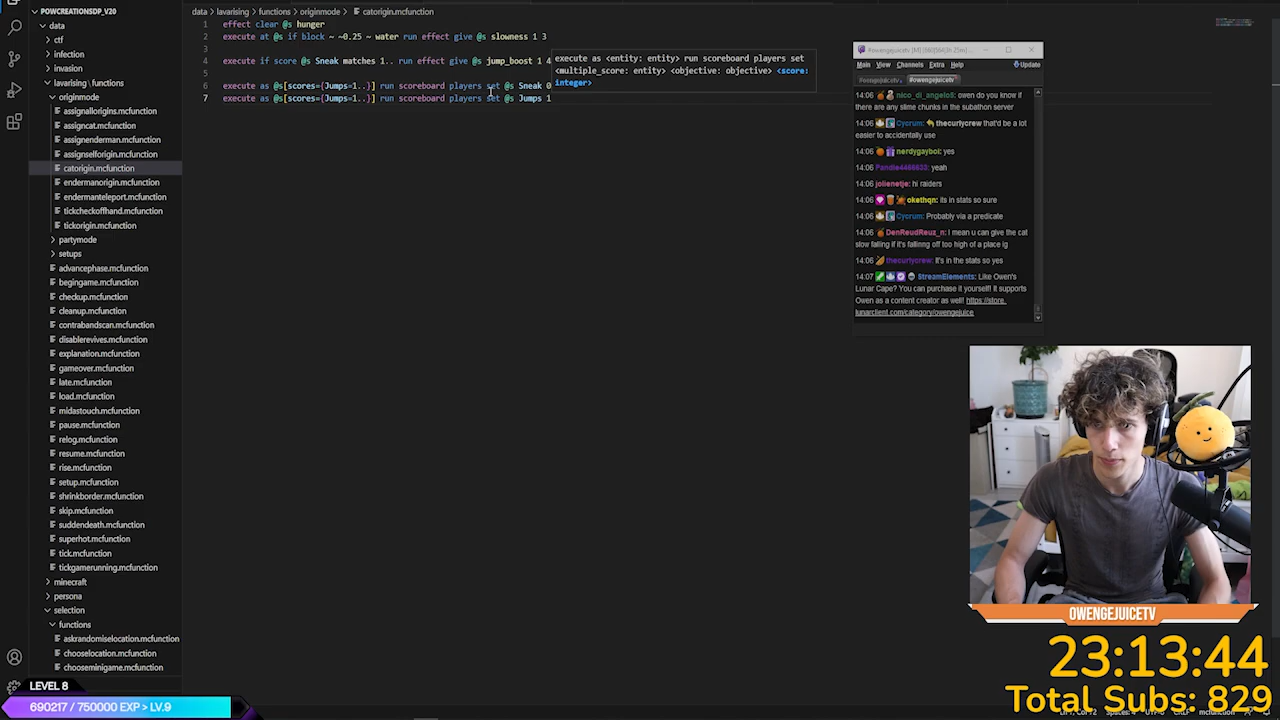 POWCREATIONSDP_V20
data
ctf
infection
invasion
lavarising \ functions
originmode
assignallorigins.mcfunction
assigncat.mcfunction
assignenderman.mcfunction
assignselforigin.mcfunction
catorigin.mcfunction
endermanorigin.mcfunction
endermanteleport.mcfunction
tickcheckoffhand.mcfunction
tickorigin.mcfunction
partymode
setups
advancephase.mcfunction
begingame.mcfunction
checkup.mcfunction
cleanup.mcfunction
contrabandscan.mcfunction
disablerevives.mcfunction
explanation.mcfunction
gameover.mcfunction
late.mcfunction
load.mcfunction
midastouch.mcfunction
pause.mcfunction
relog.mcfunction
resume.mcfunction
rise.mcfunction
setup.mcfunction
shrinkborder.mcfunction
skip.mcfunction
suddendeath.mcfunction
superhot.mcfunction
tick.mcfunction
tickgamerunning.mcfunction
minecraft
persona
selection
functions
askrandomiselocation.mcfunction
chooselocation.mcfunction
chooseminigame.mcfunction
data > lavarising > functions > originmode > catorigin.mcfunction
1 effect clear @s hunger
2 execute at @s if block ~ ~0.25 ~ water run effect give @s slowness 1 3
3
4 execute if score @s Sneak matches 1.. run effect give @s jump_boost 1 4
5
6 execute as @s[scores={Jumps=1..}] run scoreboard players set @s Sneak 0
7 execute as @s[scores={Jumps=1..}] run scoreboard players set @s Jumps 1
execute as <entity: entity> run scoreboard players set
<multiple_score: entity> <objective: objective> <score:
integer>
Main View Channels Extra Help Update
#owengejuicetv #owengejuicetv
14:06 nico_di_angelo8: owen do you know if
there are any slime chunks in the subathon server
14:06 Cycrum: thecurlycrew that'd be a lot
easier to accidentally use
14:06 nerdygayboi: yes
14:06 yeah
14:06 jolienetje: hi raiders
14:06 okethqn: its in stats so sure
14:06 Cycrum: Probably via a predicate
14:06 DenReudReuz_n: I mean u can give the cat
slow falling if it's fallinng off too high of a place ig
14:06 thecurlycrew: It's in the stats so yes
14:07 StreamElements: Like Owen's
Lunar Cape? You can purchase it yourself! It supports
Owen as a content creator as well! https://store.
lunarclient.com/category/owengejuice
OWENGEJUICETV
23:13:44
Total Subs: 829
LEVEL 8
690217 / 750000 EXP > LV.9